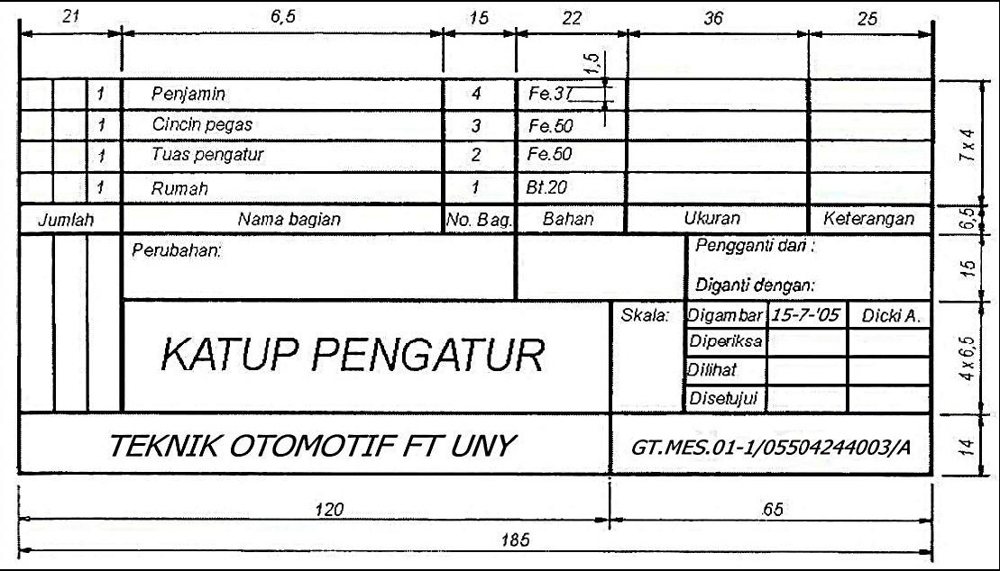 21 6,5 15 22 36 25
1,5
1 Penjamin 4 Fe.37
1 Cincin pegas 3 Fe.50
1 Tuas pengatur 2 Fe.50
1 Rumah 1 Bt.20
7 x 4
Jumlah Nama bagian No. Bag. Bahan Ukuran Keterangan 6,5
Perubahan: Pengganti dari :
Diganti dengan:
15
KATUP PENGATUR
Skala: Digambar 15-7-'05 Dicki A.
Diperiksa
Dilihat
Disetujui
4 x 6,5
TEKNIK OTOMOTIF FT UNY GT.MES.01-1/05504244003/A 14
120 65
185